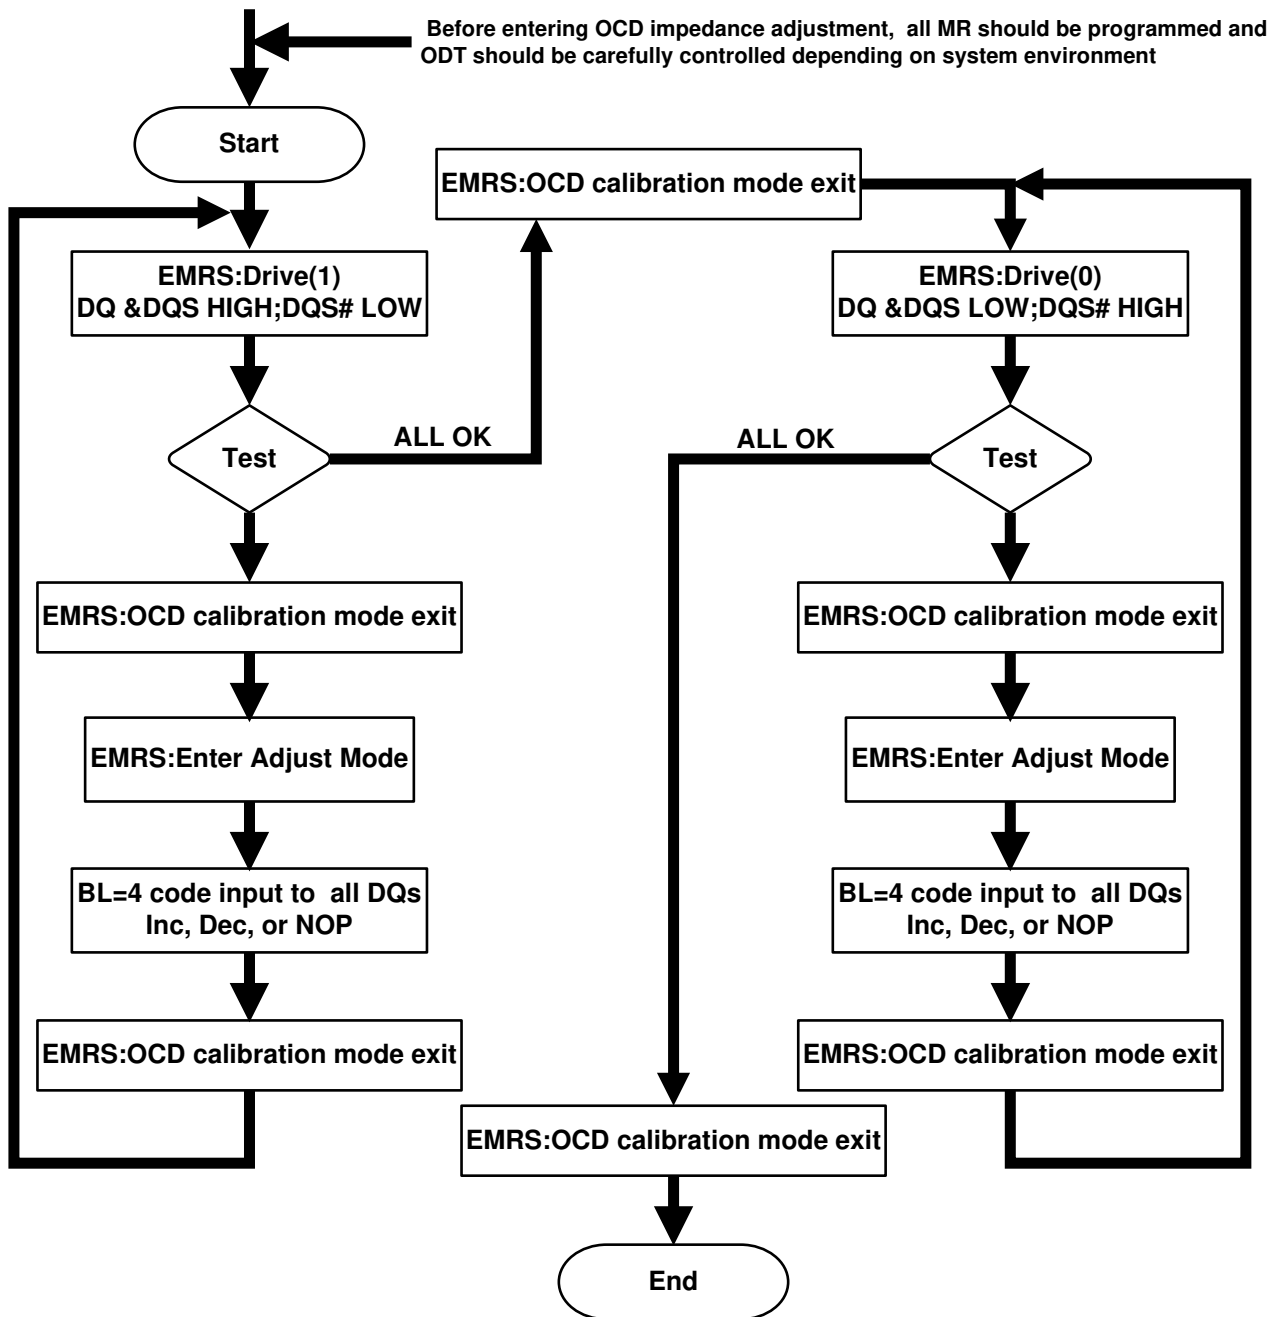 Before entering OCD impedance adjustment, all MR should be programmed and
ODT should be carefully controlled depending on system environment
Start
EMRS:OCD calibration mode exit
EMRS:Drive(1)
DQ &DQS HIGH;DQS# LOW
EMRS:Drive(0)
DQ &DQS LOW;DQS# HIGH
ALL OK
Test
ALL OK
Test
EMRS:OCD calibration mode exit
EMRS:OCD calibration mode exit
EMRS:Enter Adjust Mode
EMRS:Enter Adjust Mode
BL=4 code input to all DQs
Inc, Dec, or NOP
BL=4 code input to all DQs
Inc, Dec, or NOP
EMRS:OCD calibration mode exit
EMRS:OCD calibration mode exit
EMRS:OCD calibration mode exit
End